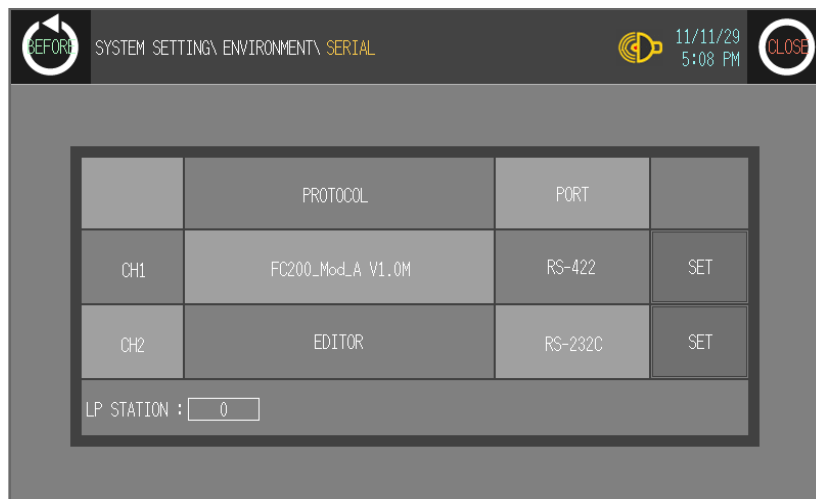 BEFORE
SYSTEM SETTING\ ENVIRONMENT\ SERIAL
11/11/29
5:08 PM
CLOSE
PROTOCOL PORT
CH1 FC200_Mod_A V1.0M RS-422 SET
CH2 EDITOR RS-232C SET
LP STATION : 0